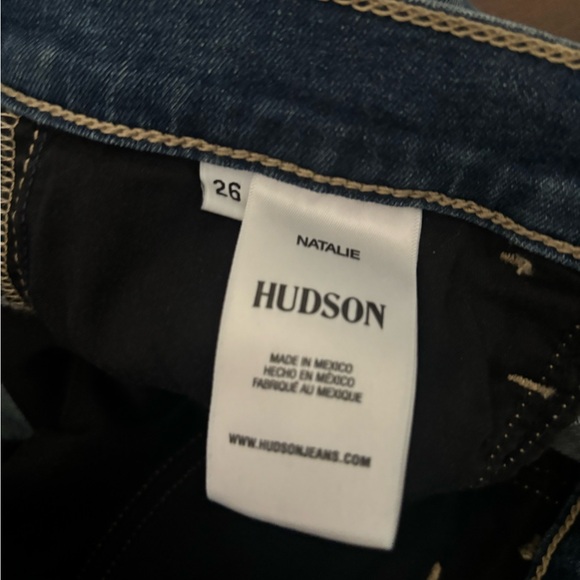 26
NATALIE
HUDSON
MADE IN MEXICO
HECHO EN MÉXICO
FABRIQUÉ AU MEXIQUE
WWW.HUDSONJEANS.COM